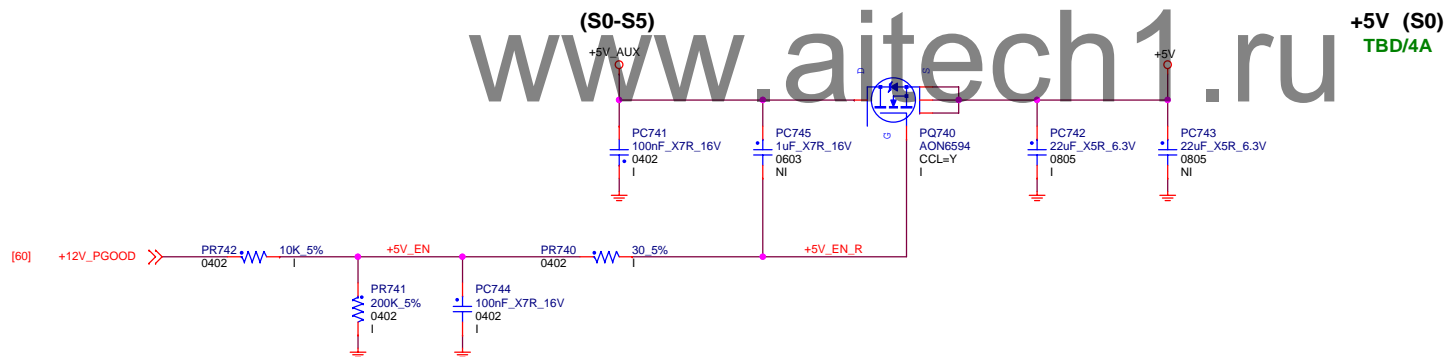 (S0-S5)
+5V (S0)
TBD/4A
www.aitech1.ru
+5V_AUX
+5V
D
S
G
PC741
100nF_X7R_16V
0402
I
PC745
1uF_X7R_16V
0603
NI
PQ740
AON6594
CCL=Y
I
PC742
22uF_X5R_6.3V
0805
I
PC743
22uF_X5R_6.3V
0805
NI
[60]
+12V_PGOOD
PR742
10K_5%
0402
I
+5V_EN
PR740
30_5%
0402
I
+5V_EN_R
PR741
200K_5%
0402
I
PC744
100nF_X7R_16V
0402
I